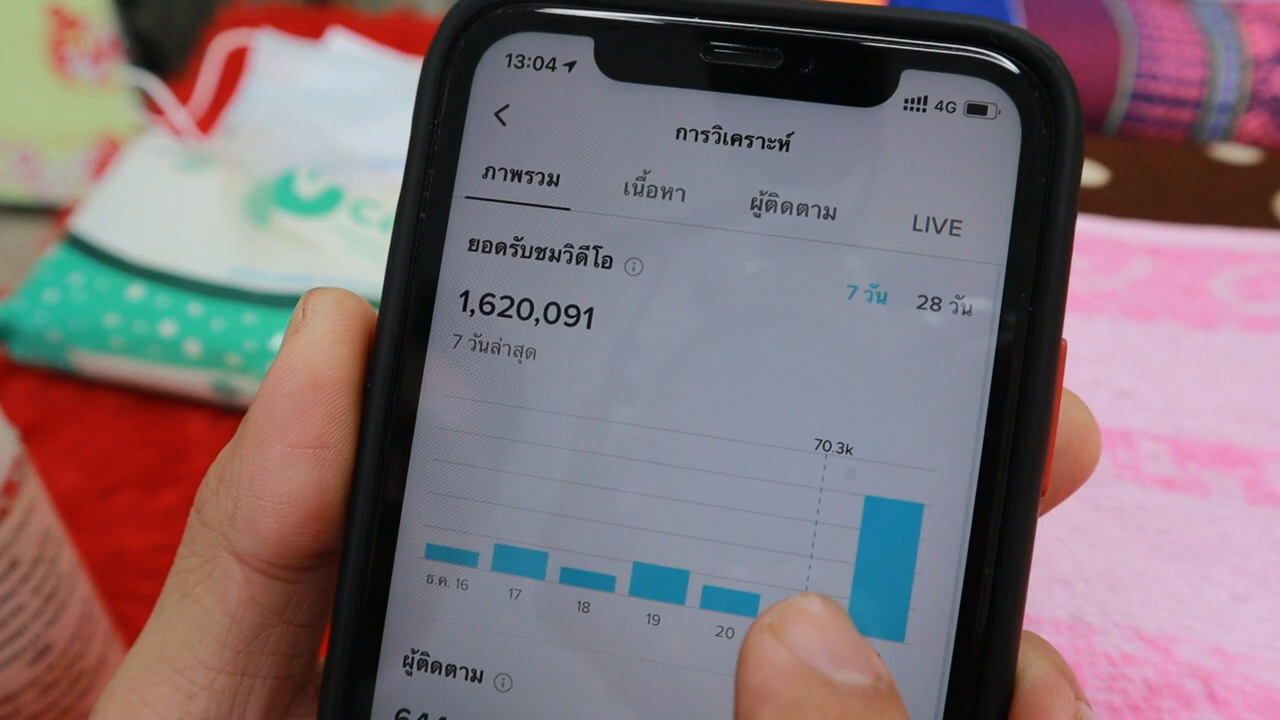 13:04
4G
การวิเคราะห์
ภาพรวม เนื้อหา ผู้ติดตาม LIVE
ยอดรับชมวิดีโอ
7 วัน 28 วัน
1,620,091
7 วันล่าสุด
70.3k
ธ.ค. 16 17 18 19 20
ผู้ติดตาม